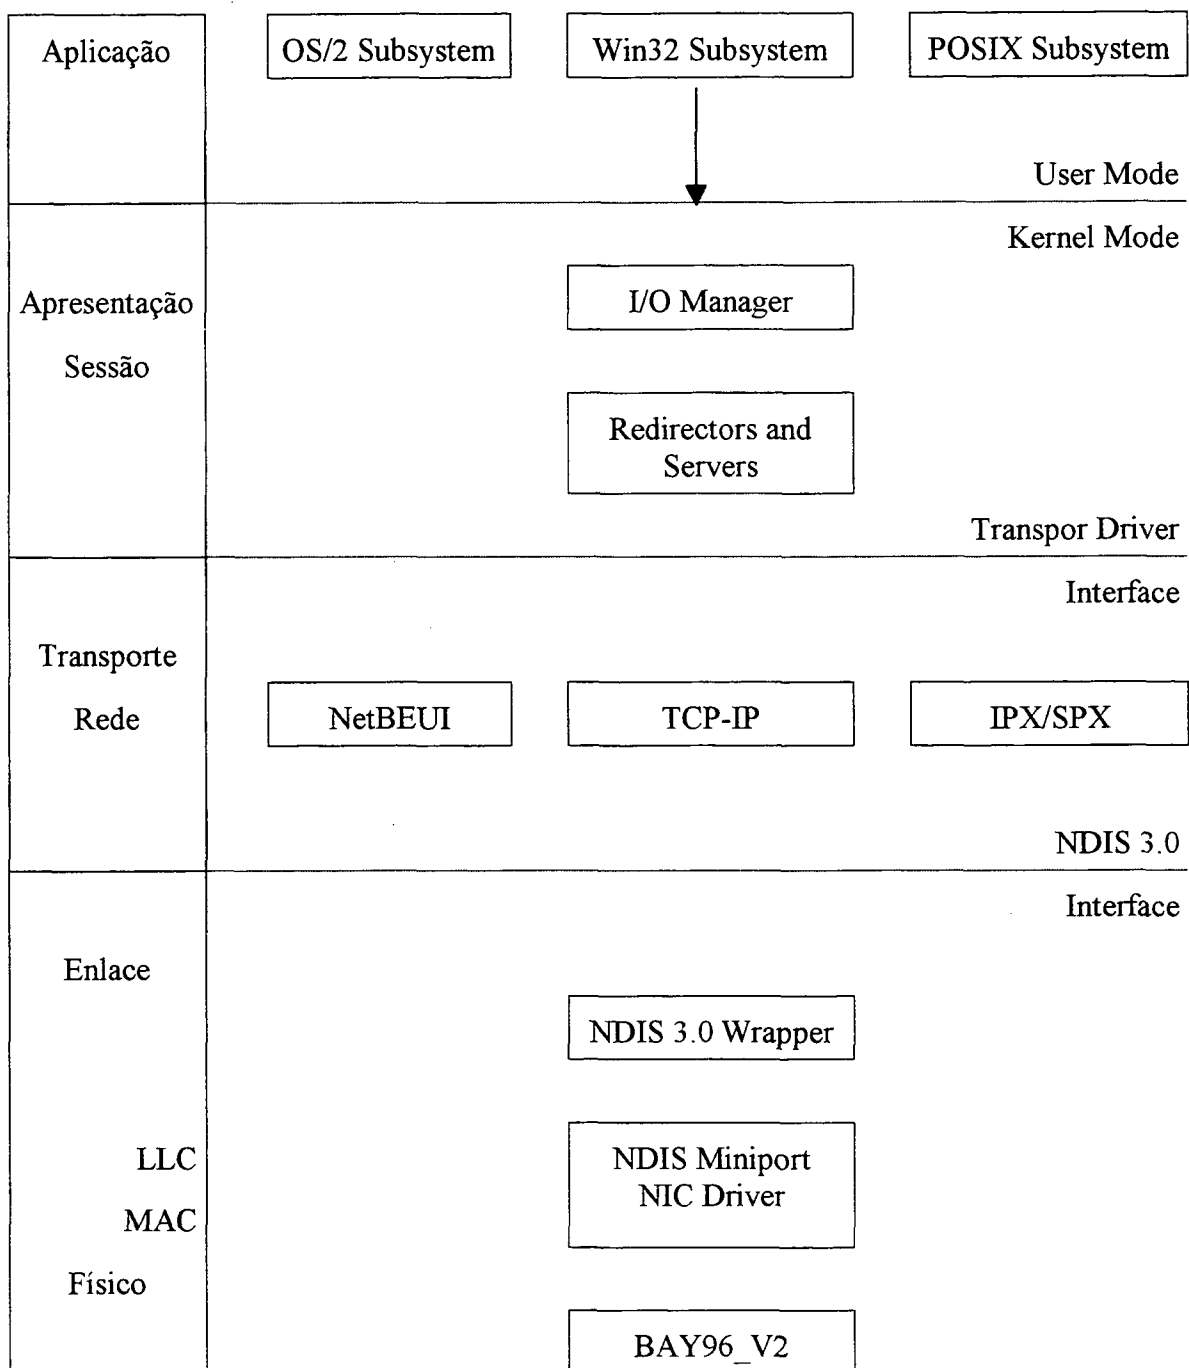 Aplicação
OS/2 Subsystem
Win32 Subsystem
POSIX Subsystem
User Mode
Kernel Mode
Apresentação
I/O Manager
Sessão
Redirectors and
Servers
Transpor Driver
Interface
Transporte
Rede
NetBEUI
TCP-IP
IPX/SPX
NDIS 3.0
Interface
Enlace
NDIS 3.0 Wrapper
LLC
NDIS Miniport
NIC Driver
MAC
Físico
BAY96_V2